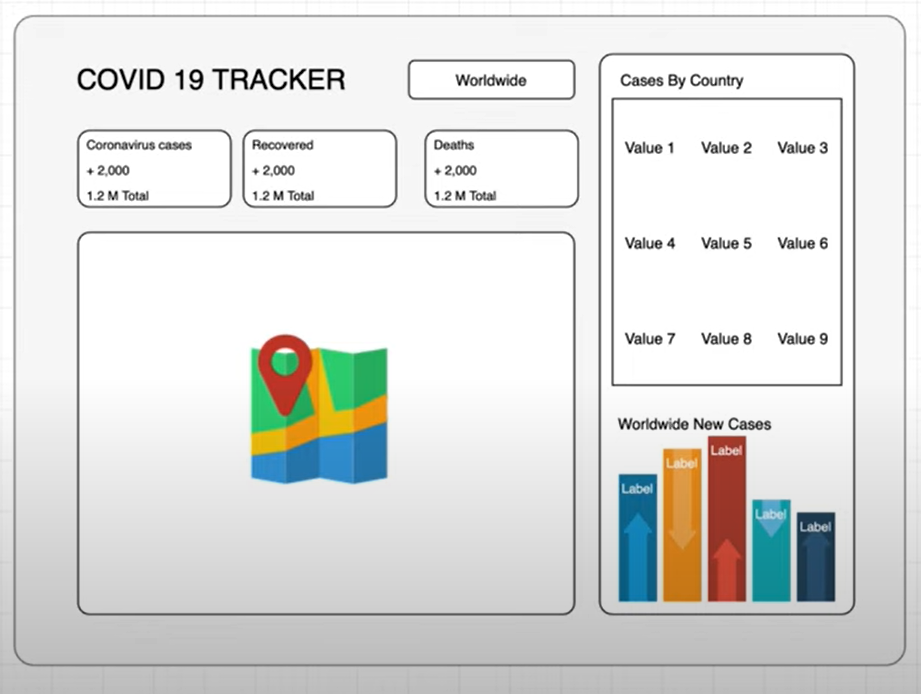 COVID 19 TRACKER
Worldwide
Coronavirus cases
+ 2,000
1.2 M Total
Recovered
+ 2,000
1.2 M Total
Deaths
+ 2,000
1.2 M Total
Cases By Country
Value 1 Value 2 Value 3
Value 4 Value 5 Value 6
Value 7 Value 8 Value 9
Worldwide New Cases
Label
Label
Label
Label
Label